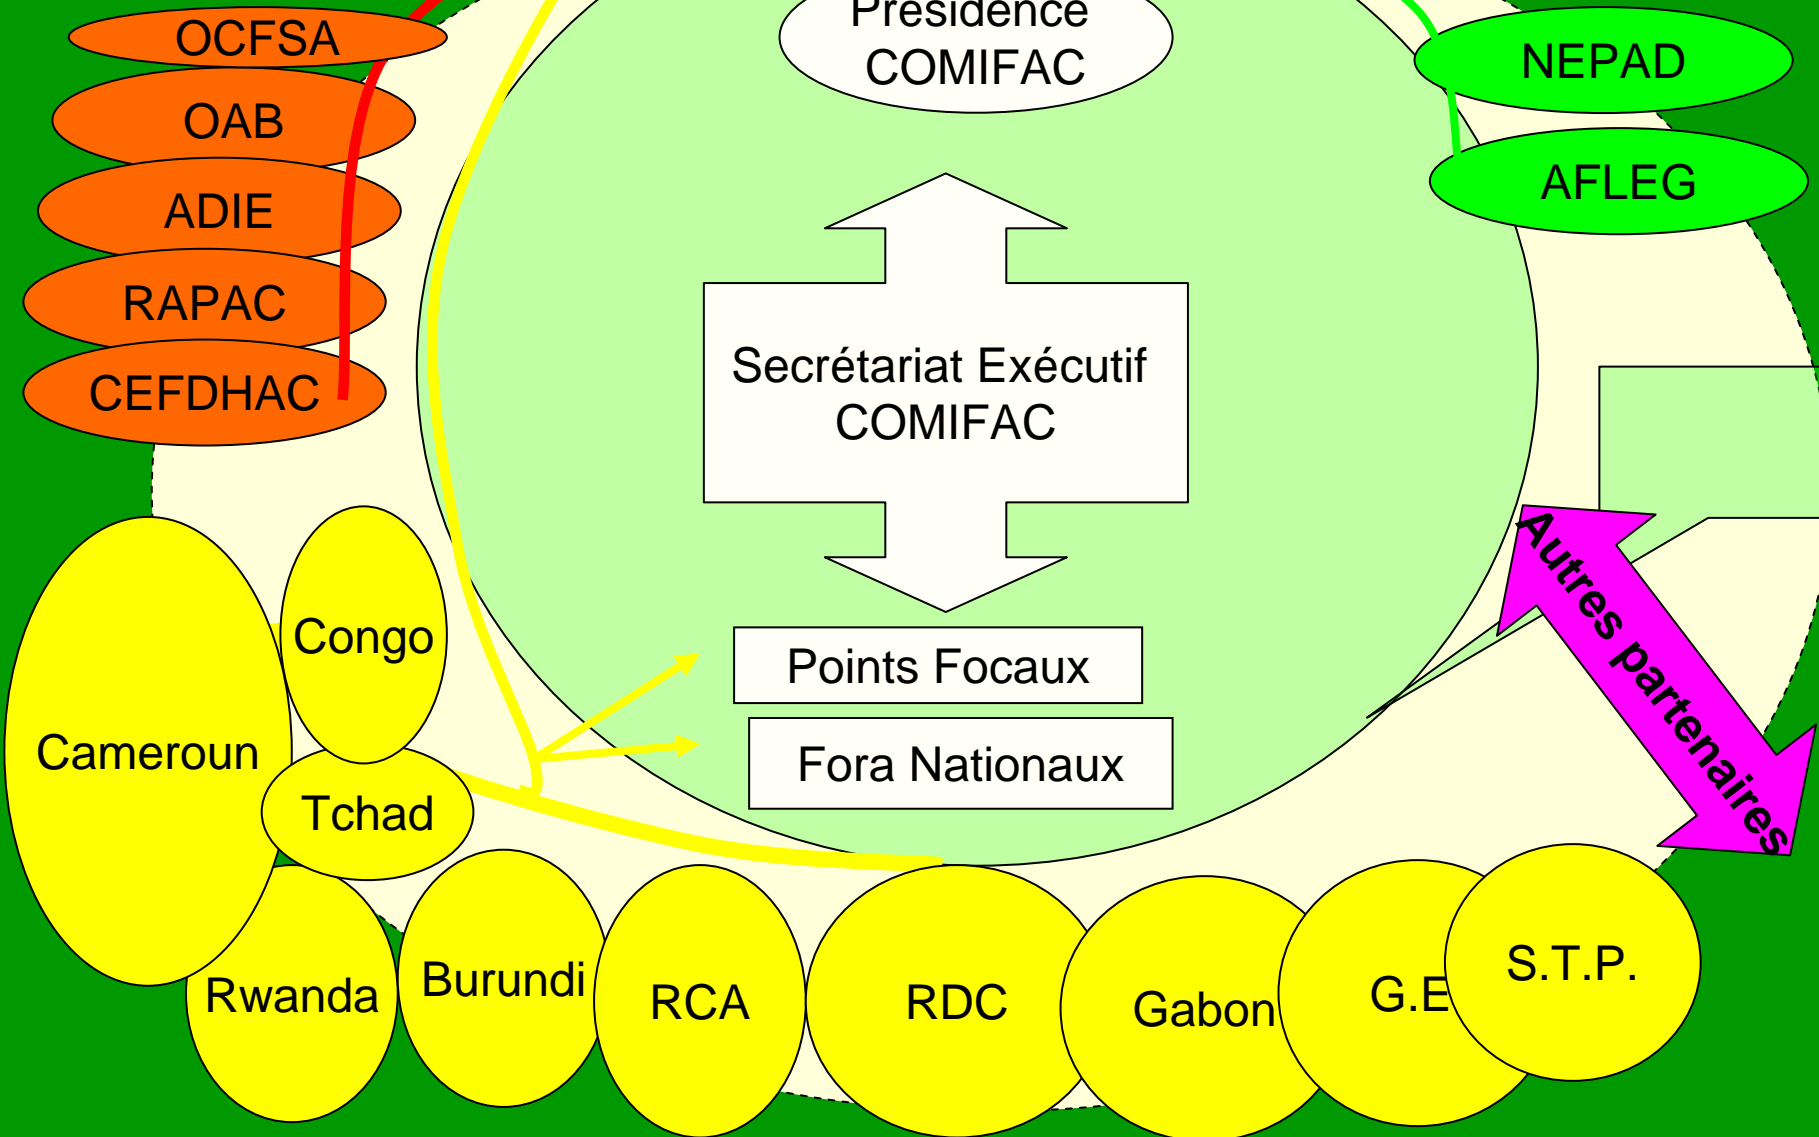 Présidence
COMIFAC
OCFSA
OAB
ADIE
RAPAC
CEFDHAC
NEPAD
AFLEG
Secrétariat Exécutif
COMIFAC
Autres partenaires
Points Focaux
Fora Nationaux
Congo
Cameroun
Tchad
Rwanda
Burundi
RCA
RDC
Gabon
G.E
S.T.P.